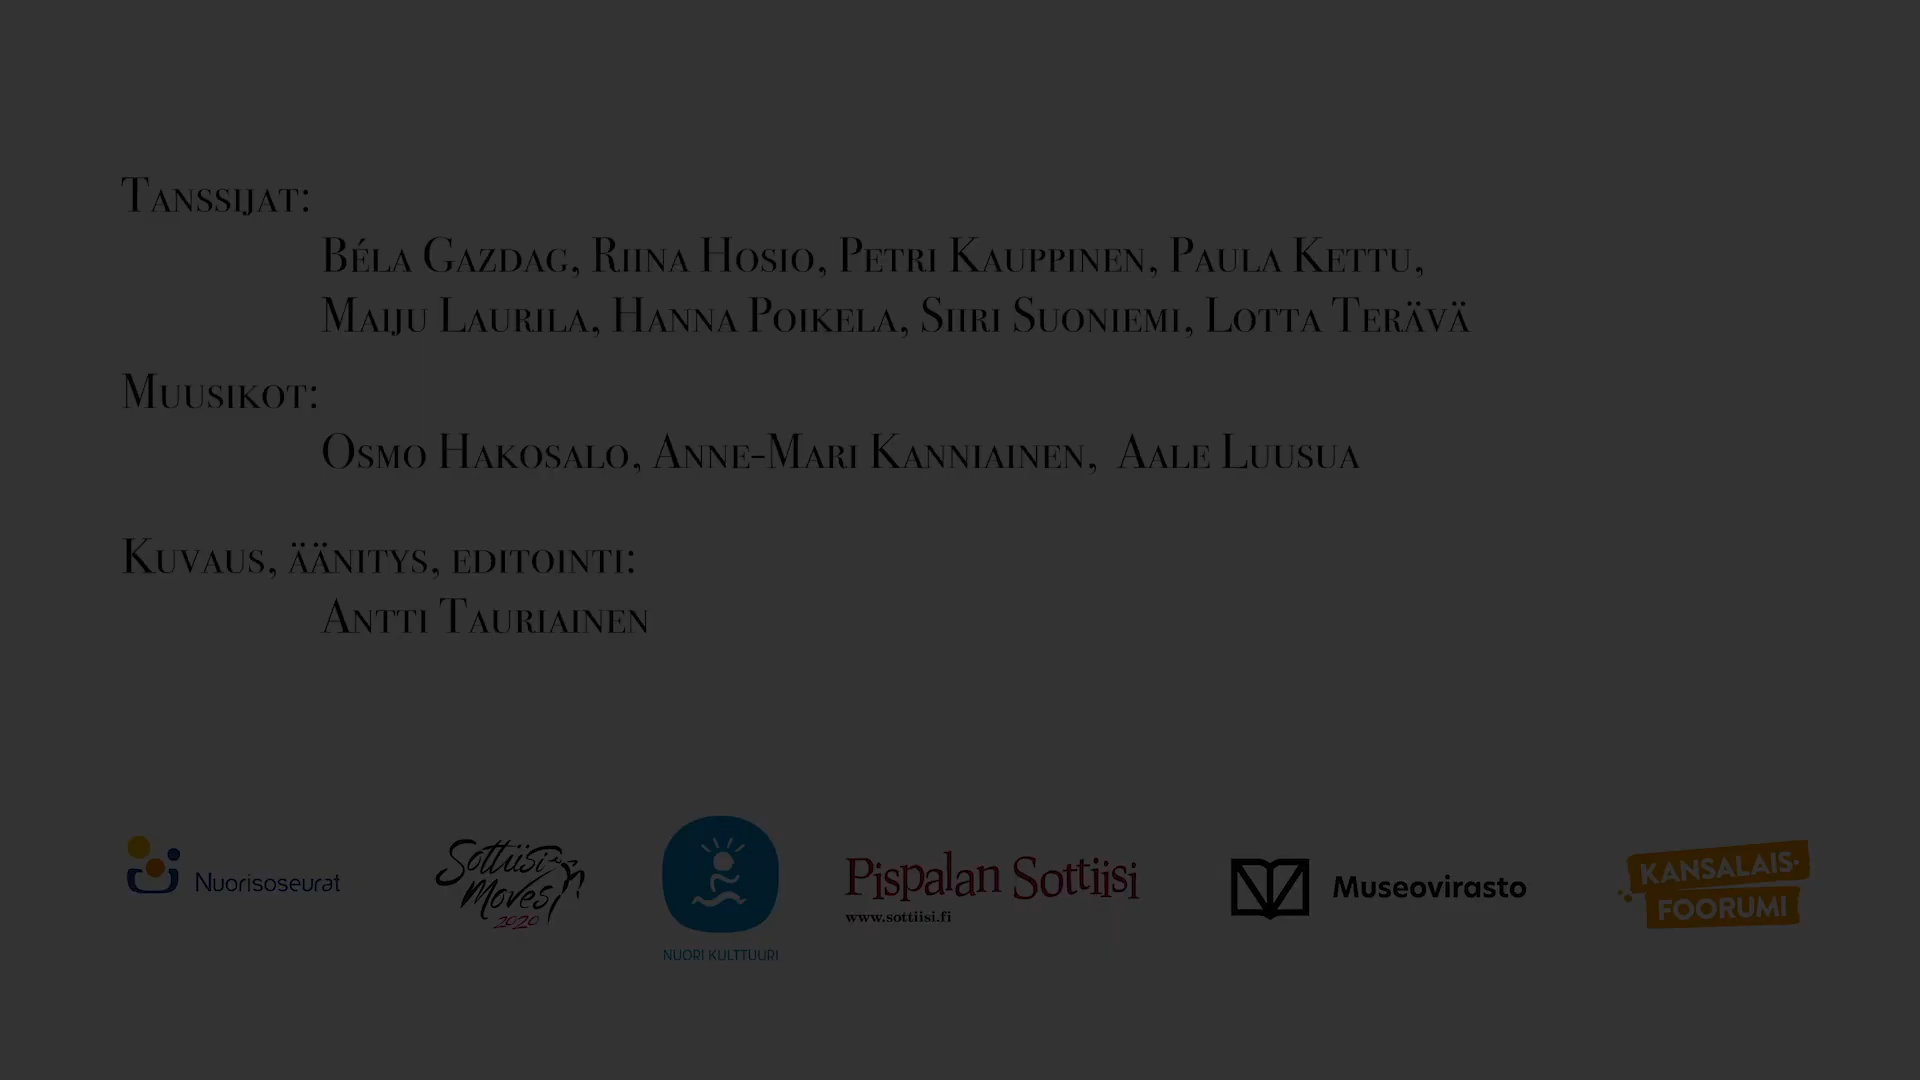 Tanssijat:
Béla Gazdag, Riina Hosio, Petri Kauppinen, Paula Kettu,
Maiju Laurila, Hanna Poikela, Siiri Suoniemi, Lotta Terävä
Muusikot:
Osmo Hakosalo, Anne-Mari Kanniainen, Aale Luusua
Kuvaus, äänitys, editointi:
Antti Tauriainen
Nuorisoseurat
Sottiisi Moves 2020
NUORI KULTTUURI
Pispalan Sottiisi
www.sottiisi.fi
Museovirasto
KANSALAIS-
FOORUMI